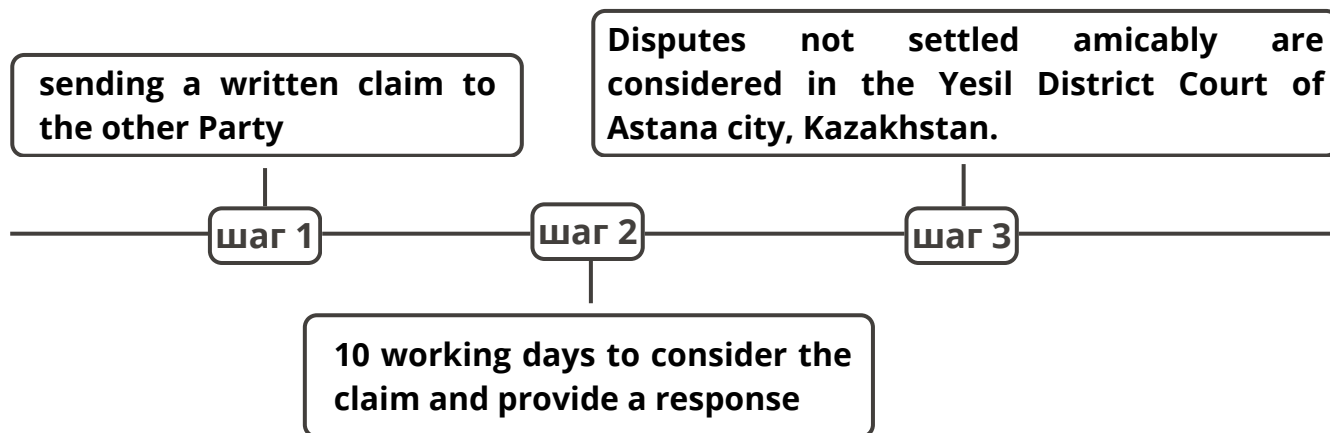 sending a written claim to
the other Party
Disputes not settled amicably are
considered in the Yesil District Court of
Astana city, Kazakhstan.
шаг 1
шаг 2
шаг 3
10 working days to consider the
claim and provide a response